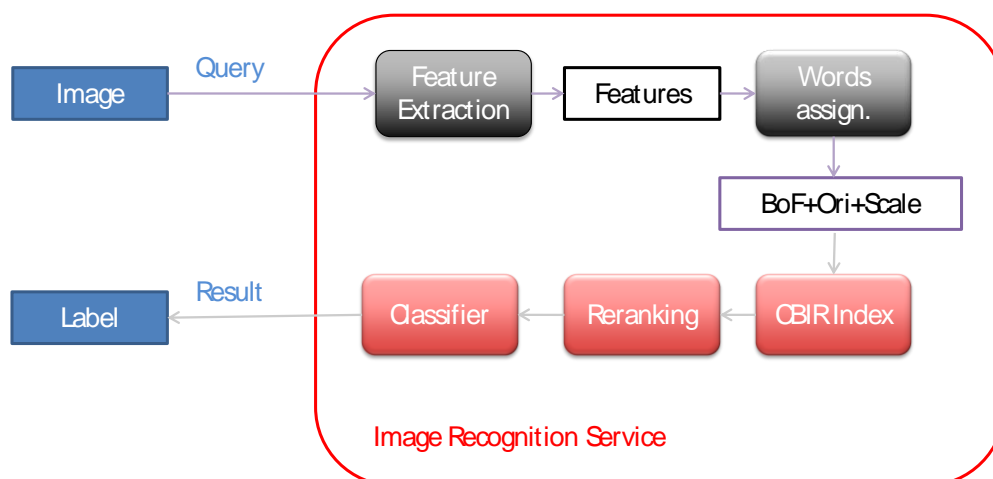 Query
Image
Feature
Extraction
Features
Words
assign.
BoF+Ori+Scale
Result
Label
Classifier
Reranking
CBIR Index
Image Recognition Service